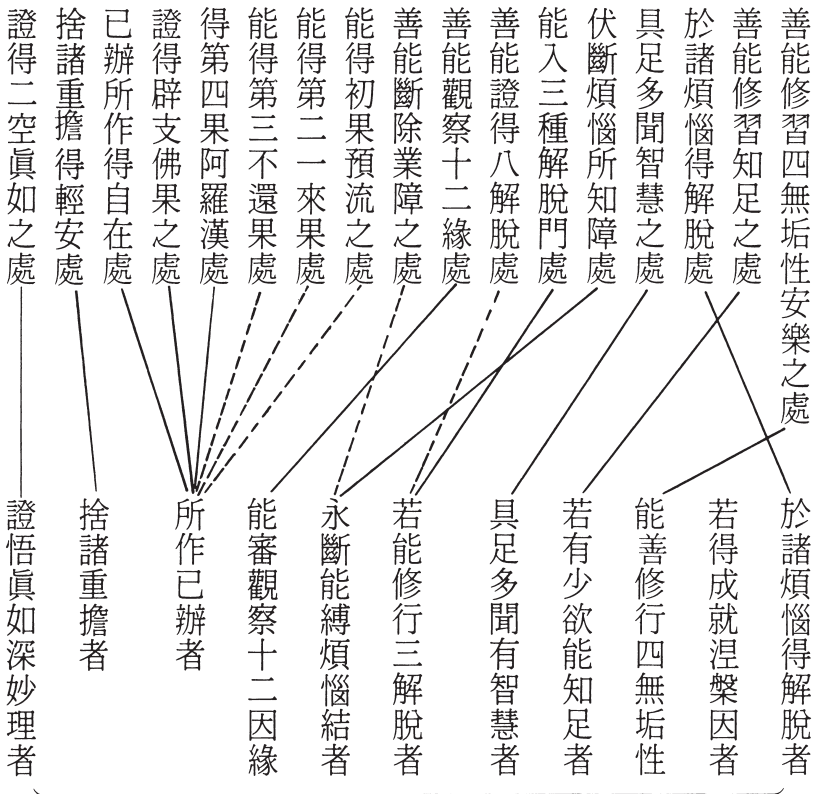 善能修習四無垢性安樂之處
善能修習知足之處
於諸煩惱得解脫處
具足多聞智慧之處
伏斷煩惱所知障處
能入三種解脫門處
善能證得八解脫處
善能觀察十二緣處
善能斷除業障之處
能得初果預流之處
能得第二一來果處
能得第三不還果處
得第四果阿羅漢處
證得辟支佛果之處
已辦所作得自在處
捨諸重擔得輕安處
證得二空眞如之處
於諸煩惱得解脫者
若得成就涅槃因者
能善修行四無垢性
若有少欲能知足者
具足多聞有智慧者
若能修行三解脫者
永斷能縛煩惱結者
能審觀察十二因緣
所作已辦者
捨諸重擔者
證悟眞如深妙理者